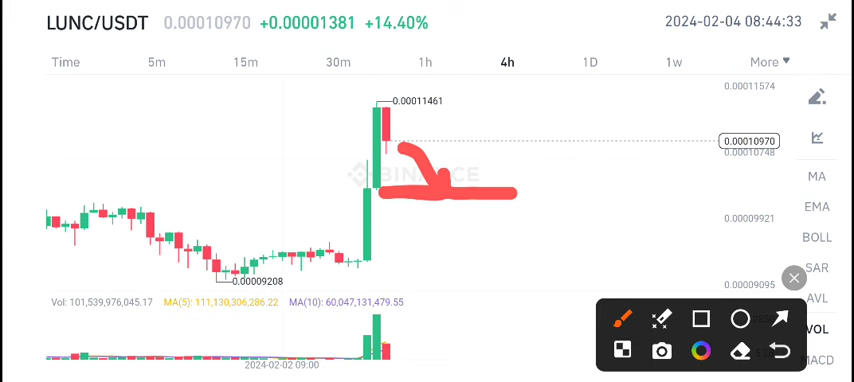 LUNC/USDT 0.00010970 +0.00001381 +14.40% 2024-02-04 08:44:33
Time 5m 15m 30m 1h 4h 1D 1w More
0.00011574
0.00011461
0.00010970
0.00010748
BINANCE
MA
EMA
0.00009921
BOLL
SAR
0.00009208
0.00009095
AVL
Vol: 101,539,976,045.17 MA(5): 111,130,306,286.22 MA(10): 60,047,131,479.55
VOL
MACD
2024-02-02 09:00